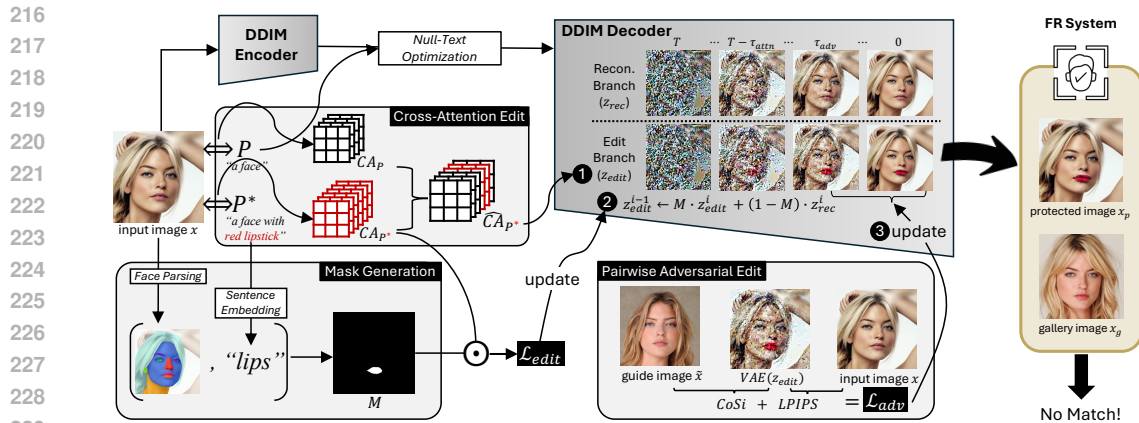 216
217
218
219
220
221
222
223
224
225
226
227
228
DDIM Encoder
Null-Text Optimization
DDIM Decoder
T ... T − τ_attn ... τ_adv ... 0
Recon. Branch (z_rec)
Edit Branch (z_edit)
1
2 z_edit^{i-1} ← M · z_edit^i + (1 − M) · z_rec^i
3 update
Cross-Attention Edit
P
"a face"
CA_P
P*
"a face with red lipstick"
CA_P*
C̅A̅_P*
input image x
Face Parsing
Sentence Embedding
Mask Generation
, "lips"
M
L_edit
update
Pairwise Adversarial Edit
guide image x̃
VAE(z_edit)
input image x
CoSi + LPIPS = L_adv
FR System
protected image x_p
gallery image x_g
No Match!